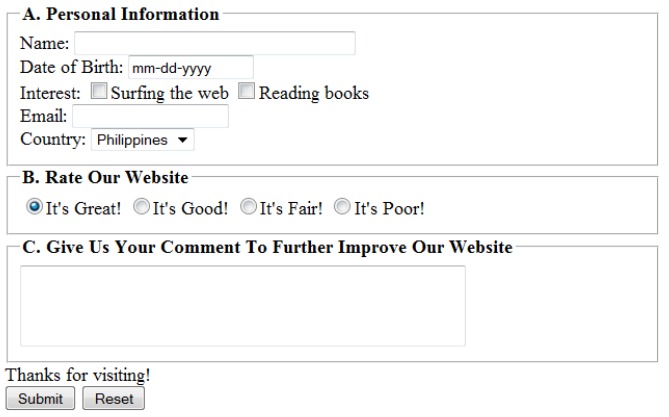 A. Personal Information
Name:
Date of Birth: mm-dd-yyyy
Interest: Surfing the web Reading books
Email:
Country: Philippines
B. Rate Our Website
It's Great! It's Good! It's Fair! It's Poor!
C. Give Us Your Comment To Further Improve Our Website
Thanks for visiting!
Submit Reset